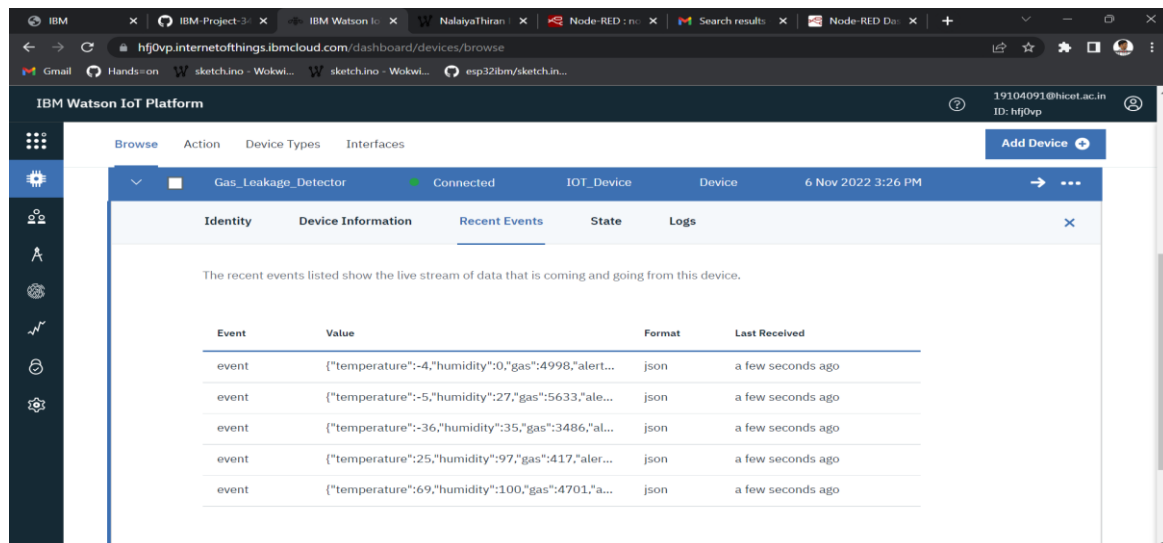 IBM
IBM-Project-34
IBM Watson Io
NalaiyaThiran
Node-RED : no
Search results
Node-RED Da
hfj0vp.internetofthings.ibmcloud.com/dashboard/devices/browse
Gmail Hands=on sketch.ino - Wokwi... sketch.ino - Wokwi... esp32ibm/sketch.in...
IBM Watson IoT Platform
19104091@hicet.ac.in
ID: hfj0vp
Browse Action Device Types Interfaces
Add Device
Gas_Leakage_Detector Connected IOT_Device Device 6 Nov 2022 3:26 PM
Identity Device Information Recent Events State Logs
The recent events listed show the live stream of data that is coming and going from this device.
Event Value Format Last Received
event {"temperature":-4,"humidity":0,"gas":4998,"alert... json a few seconds ago
event {"temperature":-5,"humidity":27,"gas":5633,"ale... json a few seconds ago
event {"temperature":-36,"humidity":35,"gas":3486,"al... json a few seconds ago
event {"temperature":25,"humidity":97,"gas":417,"aler... json a few seconds ago
event {"temperature":69,"humidity":100,"gas":4701,"a... json a few seconds ago